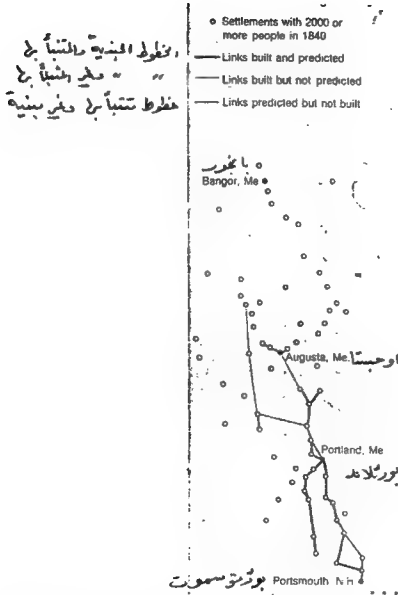 Settlements with 2000 or
more people in 1840
الخطوط المبنية والمتنبأ بها
Links built and predicted
〃 〃 وغير المتنبأ بها
Links built but not predicted
خطوط تتنبأ بها وغير مبنية
Links predicted but not built
بانجور
Bangor, Me
Augusta, Me.
اوجستا
Portland, Me
بورتلاند
بورتسموت
Portsmouth N.H